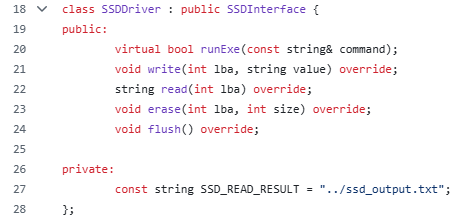 18 class SSDDriver : public SSDInterface {
19 public:
20 virtual bool runExe(const string& command);
21 void write(int lba, string value) override;
22 string read(int lba) override;
23 void erase(int lba, int size) override;
24 void flush() override;
25
26 private:
27 const string SSD_READ_RESULT = "../ssd_output.txt";
28 };